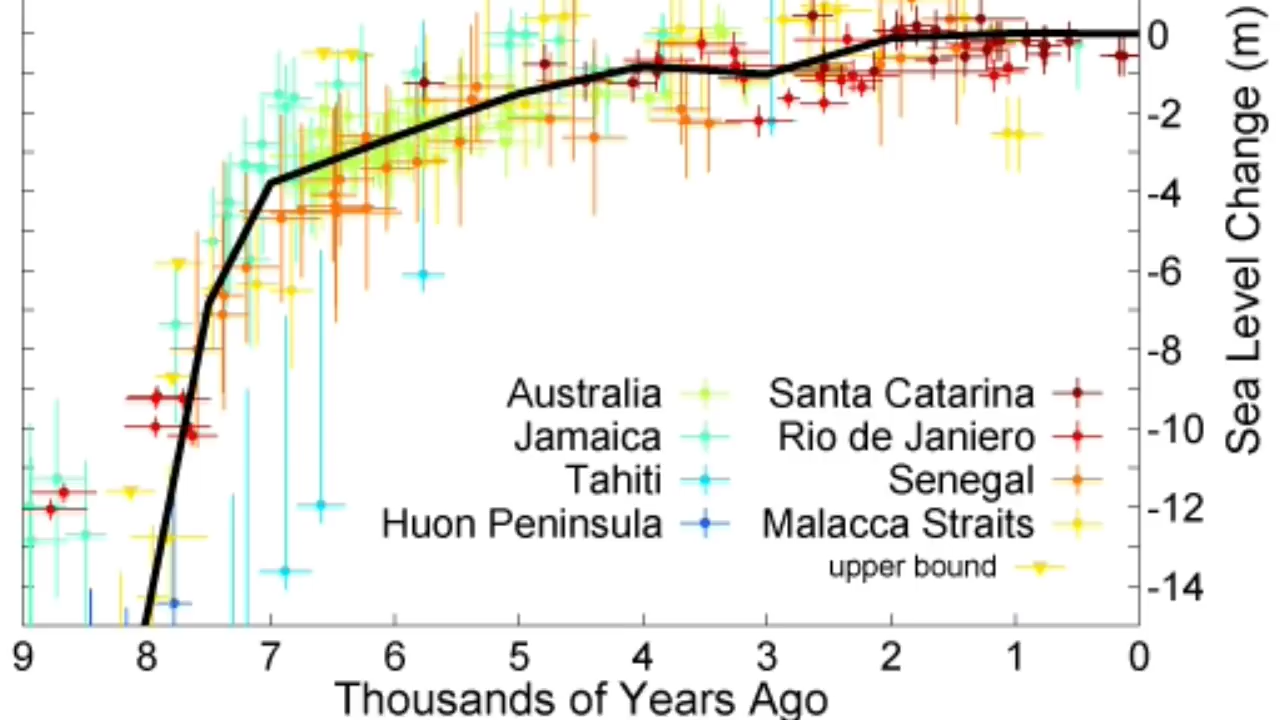 0
-2
-4
-6
-8
-10
-12
-14
Sea Level Change (m)
Australia
Jamaica
Tahiti
Huon Peninsula
Santa Catarina
Rio de Janiero
Senegal
Malacca Straits
upper bound
9 8 7 6 5 4 3 2 1 0
Thousands of Years Ago